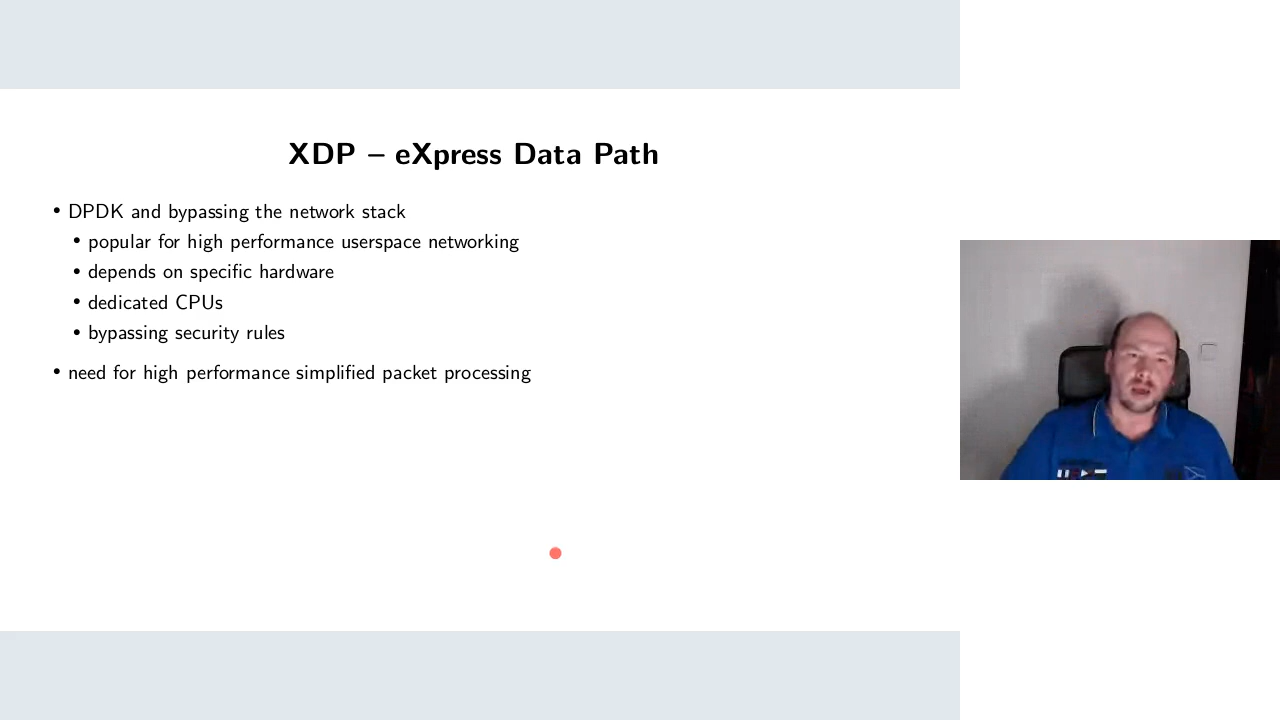 XDP – eXpress Data Path
• DPDK and bypassing the network stack
• popular for high performance userspace networking
• depends on specific hardware
• dedicated CPUs
• bypassing security rules
• need for high performance simplified packet processing